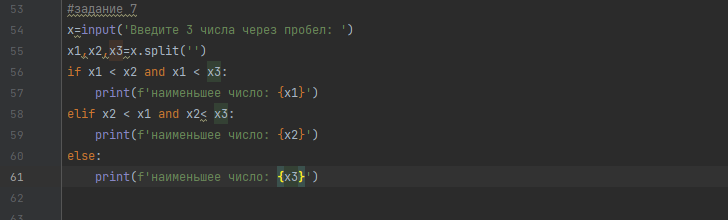 53 #задание 7
54 x=input('Введите 3 числа через пробел: ')
55 x1,x2,x3=x.split('')
56 if x1 < x2 and x1 < x3:
57     print(f'наименьшее число: {x1}')
58 elif x2 < x1 and x2< x3:
59     print(f'наименьшее число: {x2}')
60 else:
61     print(f'наименьшее число: {x3}')
62
63